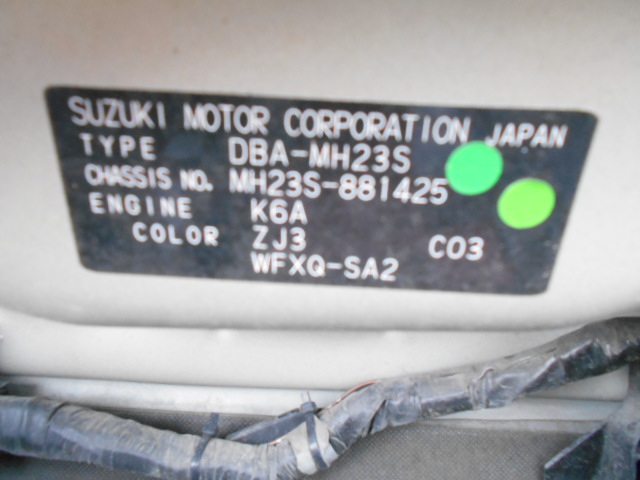 SUZUKI MOTOR CORPORATION JAPAN
TYPE DBA-MH23S
CHASSIS NO. MH23S-881425
ENGINE K6A
COLOR ZJ3 C03
WFXQ-SA2